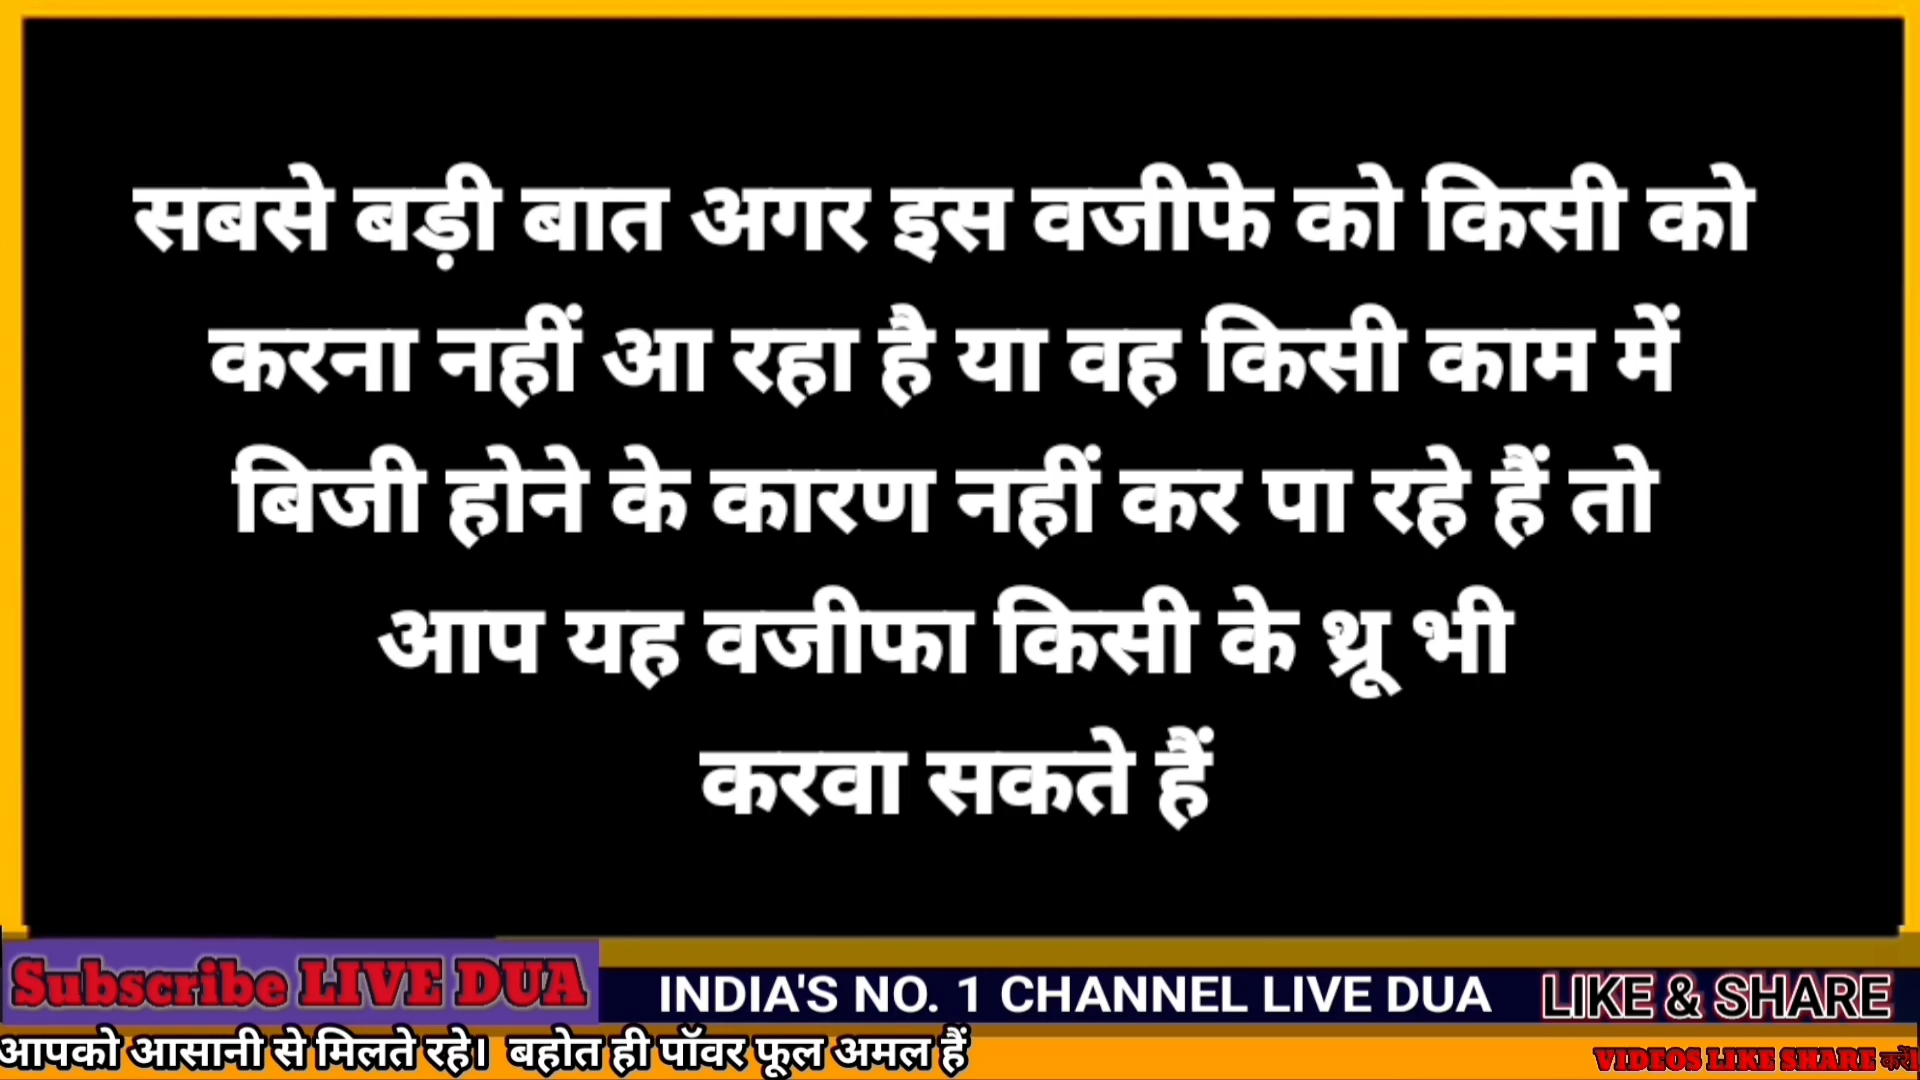 सबसे बड़ी बात अगर इस वजीफे को किसी को
करना नहीं आ रहा है या वह किसी काम में
बिजी होने के कारण नहीं कर पा रहे हैं तो
आप यह वजीफा किसी के थ्रू भी
करवा सकते हैं
Subscribe LIVE DUA
INDIA'S NO. 1 CHANNEL LIVE DUA
LIKE & SHARE
आपको आसानी से मिलते रहे। बहोत ही पॉवर फूल अमल हैं
VIDEOS LIKE SHARE करें